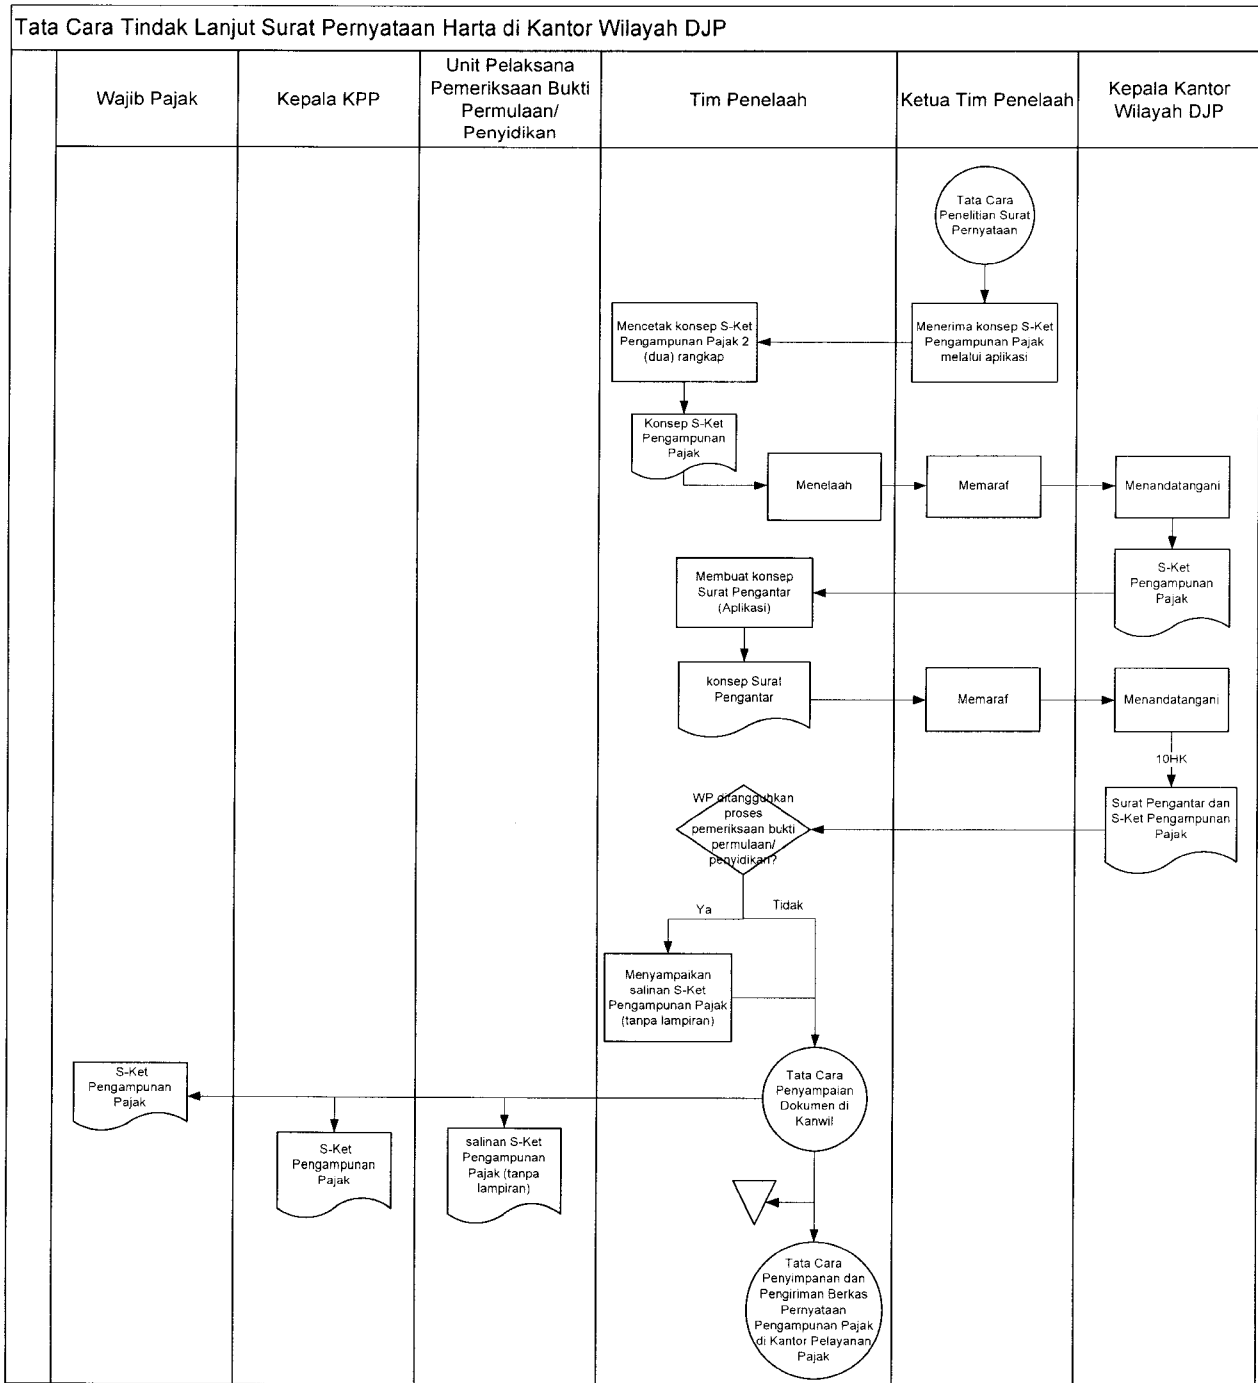 Tata Cara Tindak Lanjut Surat Pernyataan Harta di Kantor Wilayah DJP
Wajib Pajak
Kepala KPP
Unit Pelaksana
Pemeriksaan Bukti
Permulaan/
Penyidikan
Tim Penelaah
Ketua Tim Penelaah
Kepala Kantor
Wilayah DJP
Tata Cara
Penelitian Surat
Pernyataan
Menerima konsep S-Ket
Pengampunan Pajak
melalui aplikasi
Mencetak konsep S-Ket
Pengampunan Pajak 2
(dua) rangkap
Konsep S-Ket
Pengampunan
Pajak
Menelaah
Memaraf
Menandatangani
S-Ket
Pengampunan
Pajak
Membuat konsep
Surat Pengantar
(Aplikasi)
konsep Surat
Pengantar
Memaraf
Menandatangani
10HK
Surat Pengantar dan
S-Ket Pengampunan
Pajak
WP ditangguhkan
proses
pemeriksaan bukti
permulaan/
penyidikan?
Ya
Tidak
Menyampaikan
salinan S-Ket
Pengampunan Pajak
(tanpa lampiran)
Tata Cara
Penyampaian
Dokumen di
Kanwil
S-Ket
Pengampunan
Pajak
S-Ket
Pengampunan
Pajak
salinan S-Ket
Pengampunan
Pajak (tanpa
lampiran)
Tata Cara
Penyimpanan dan
Pengiriman Berkas
Pernyataan
Pengampunan Pajak
di Kantor Pelayanan
Pajak